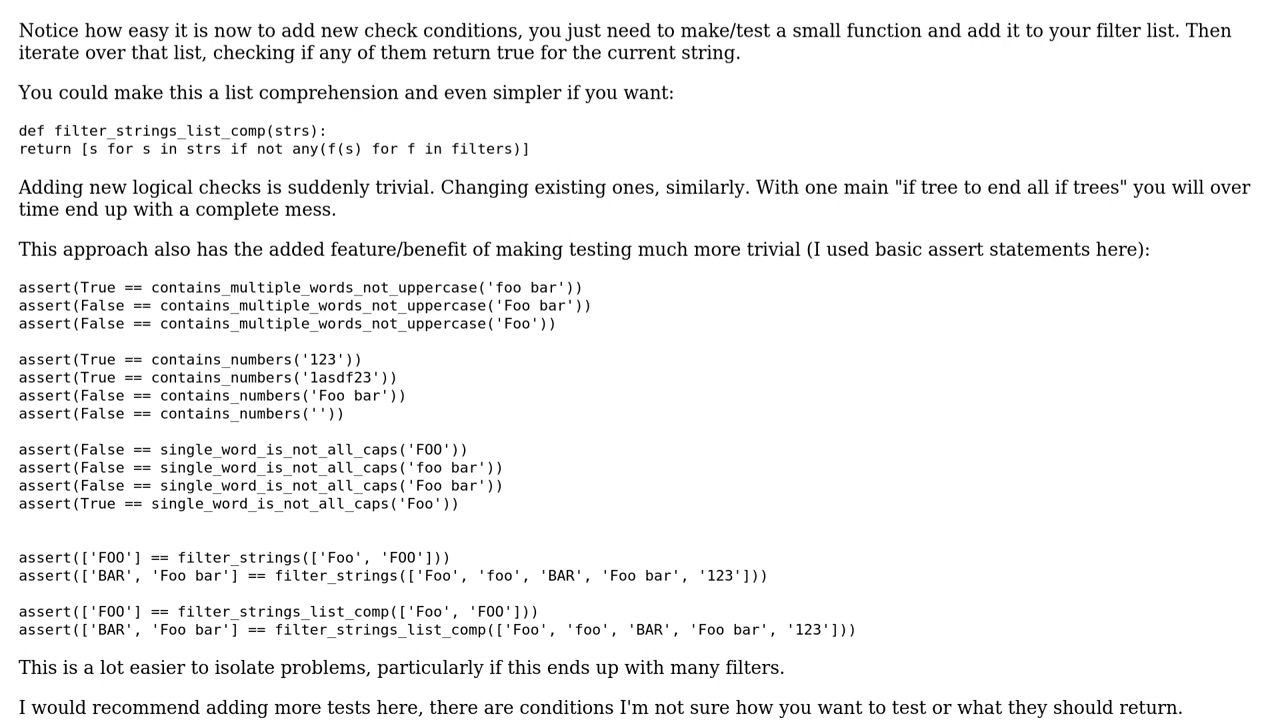 Notice how easy it is now to add new check conditions, you just need to make/test a small function and add it to your filter list. Then
iterate over that list, checking if any of them return true for the current string.
You could make this a list comprehension and even simpler if you want:
def filter_strings_list_comp(strs):
return [s for s in strs if not any(f(s) for f in filters)]
Adding new logical checks is suddenly trivial. Changing existing ones, similarly. With one main "if tree to end all if trees" you will over
time end up with a complete mess.
This approach also has the added feature/benefit of making testing much more trivial (I used basic assert statements here):
assert(True == contains_multiple_words_not_uppercase('foo bar'))
assert(False == contains_multiple_words_not_uppercase('Foo bar'))
assert(False == contains_multiple_words_not_uppercase('Foo'))
assert(True == contains_numbers('123'))
assert(True == contains_numbers('1asdf23'))
assert(False == contains_numbers('Foo bar'))
assert(False == contains_numbers(''))
assert(False == single_word_is_not_all_caps('FOO'))
assert(False == single_word_is_not_all_caps('foo bar'))
assert(False == single_word_is_not_all_caps('Foo bar'))
assert(True == single_word_is_not_all_caps('Foo'))
assert(['FOO'] == filter_strings(['Foo', 'FOO']))
assert(['BAR', 'Foo bar'] == filter_strings(['Foo', 'foo', 'BAR', 'Foo bar', '123']))
assert(['FOO'] == filter_strings_list_comp(['Foo', 'FOO']))
assert(['BAR', 'Foo bar'] == filter_strings_list_comp(['Foo', 'foo', 'BAR', 'Foo bar', '123']))
This is a lot easier to isolate problems, particularly if this ends up with many filters.
I would recommend adding more tests here, there are conditions I'm not sure how you want to test or what they should return.